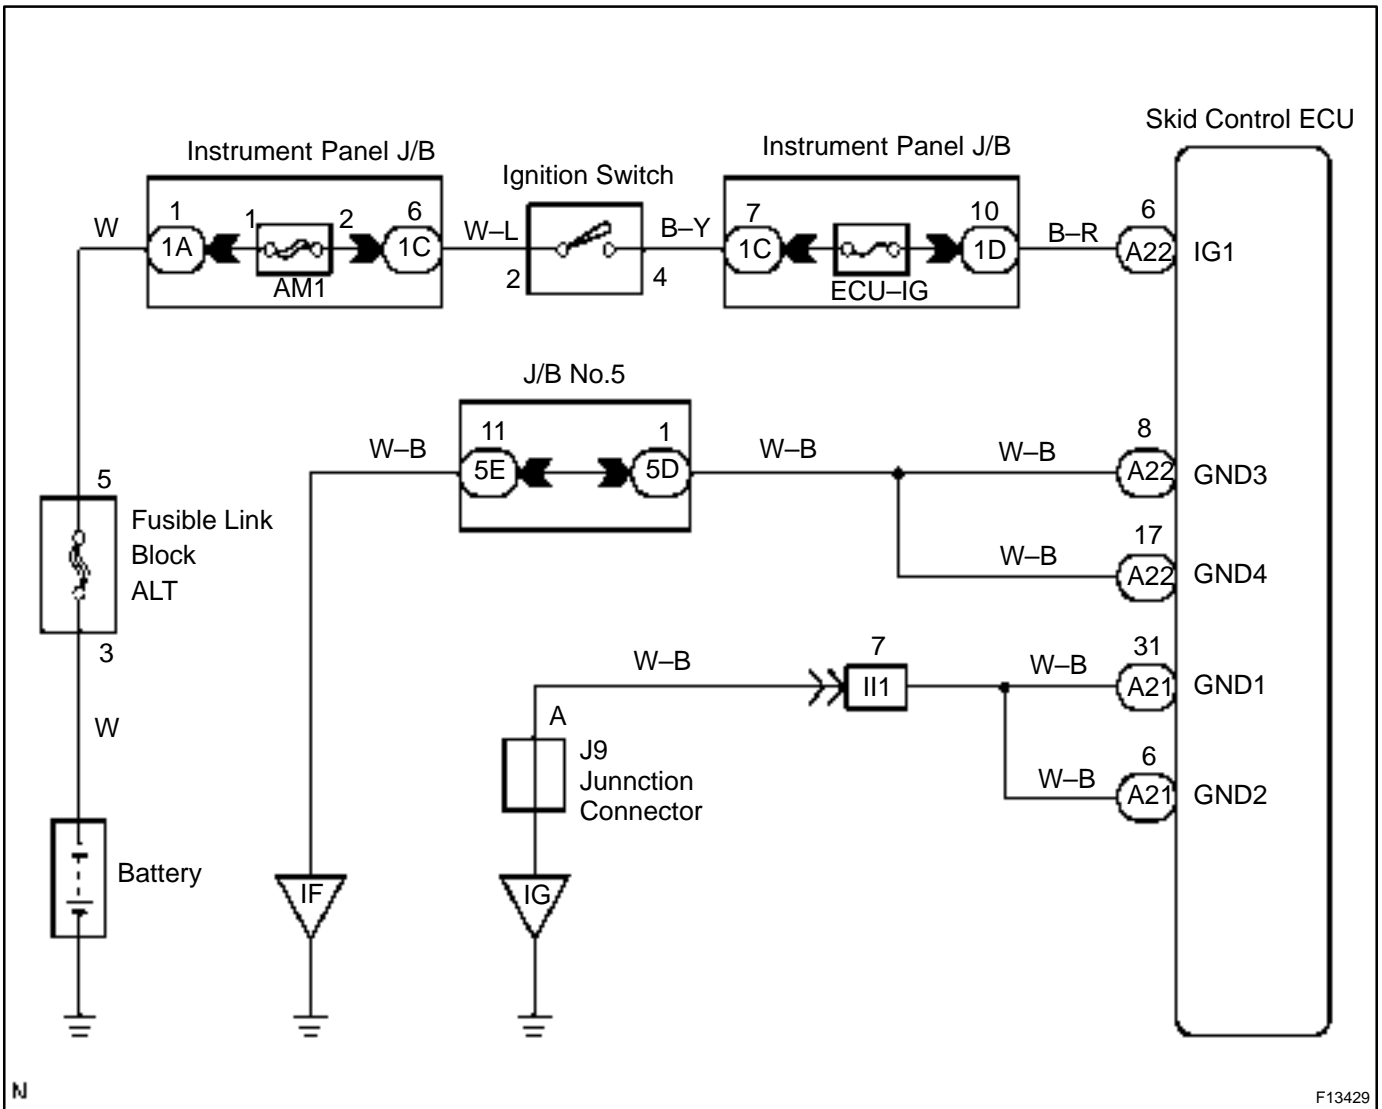 Skid Control ECU
Instrument Panel J/B
Ignition Switch
Instrument Panel J/B
W
1
1A
1
2
AM1
6
1C
W–L
2
4
B–Y
7
1C
ECU–IG
10
1D
B–R
6
A22
IG1
J/B No.5
W–B
11
5E
1
5D
W–B
W–B
8
A22
GND3
W–B
17
A22
GND4
5
Fusible Link
Block
ALT
3
W
W–B
7
II1
W–B
31
A21
GND1
W–B
6
A21
GND2
A
J9
Junnction
Connector
Battery
IF
IG
N
F13429